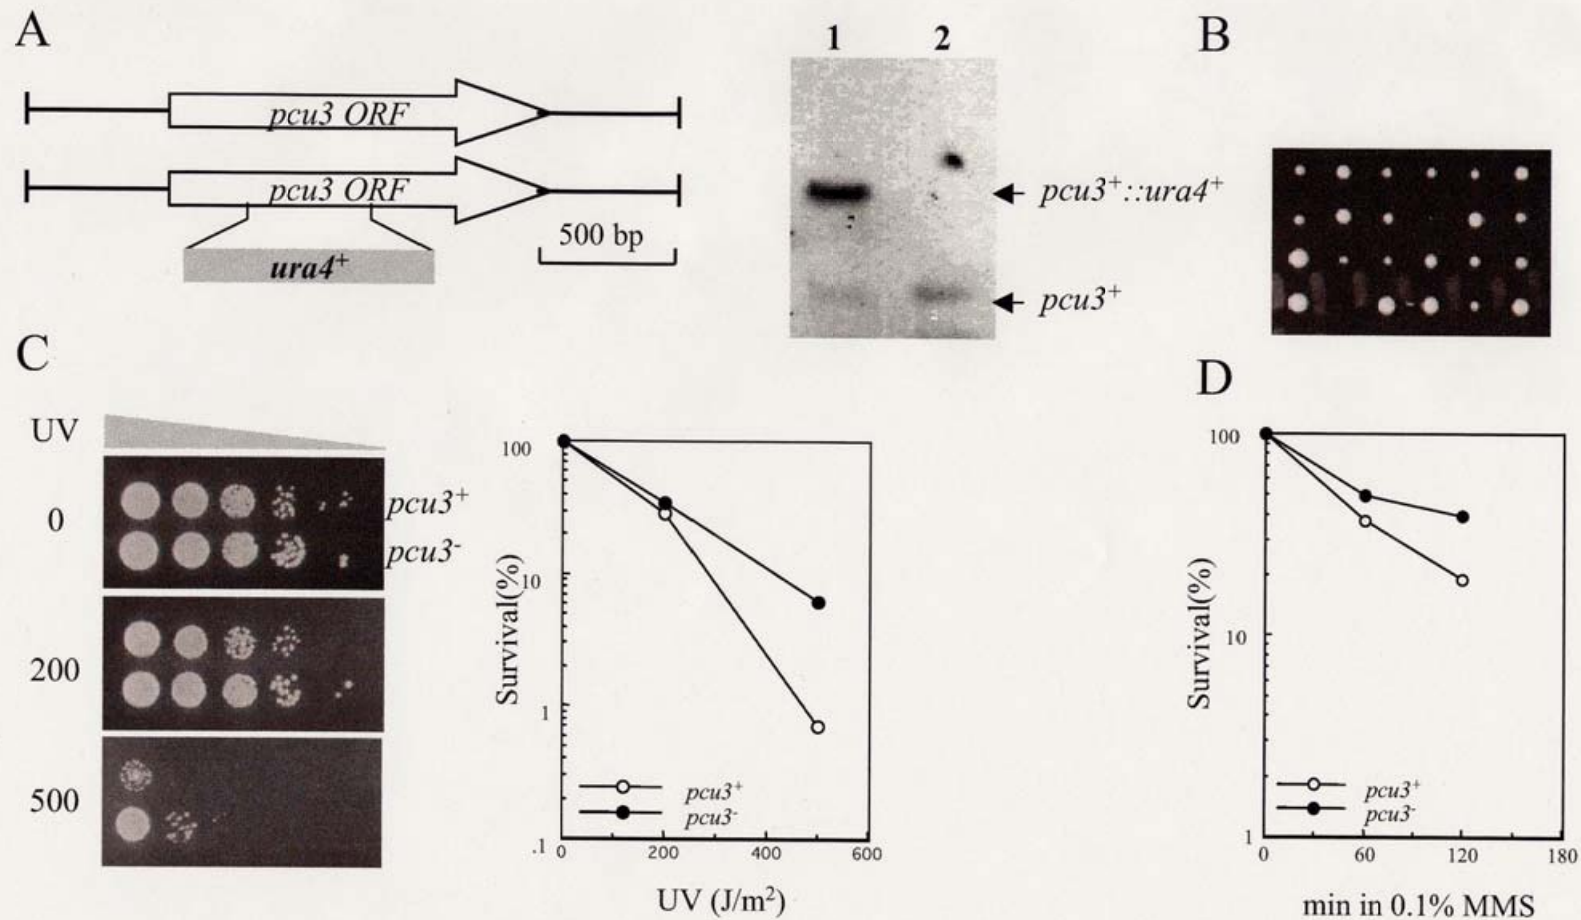 A
pcu3 ORF
pcu3 ORF
ura4⁺
500 bp
1 2
pcu3⁺::ura4⁺
pcu3⁺
B
C
UV
0
200
500
pcu3⁺
pcu3⁻
100
10
1
.1
Survival(%)
0 200 400 600
UV (J/m²)
pcu3⁺
pcu3⁻
D
100
10
1
Survival(%)
0 60 120 180
min in 0.1% MMS
pcu3⁺
pcu3⁻